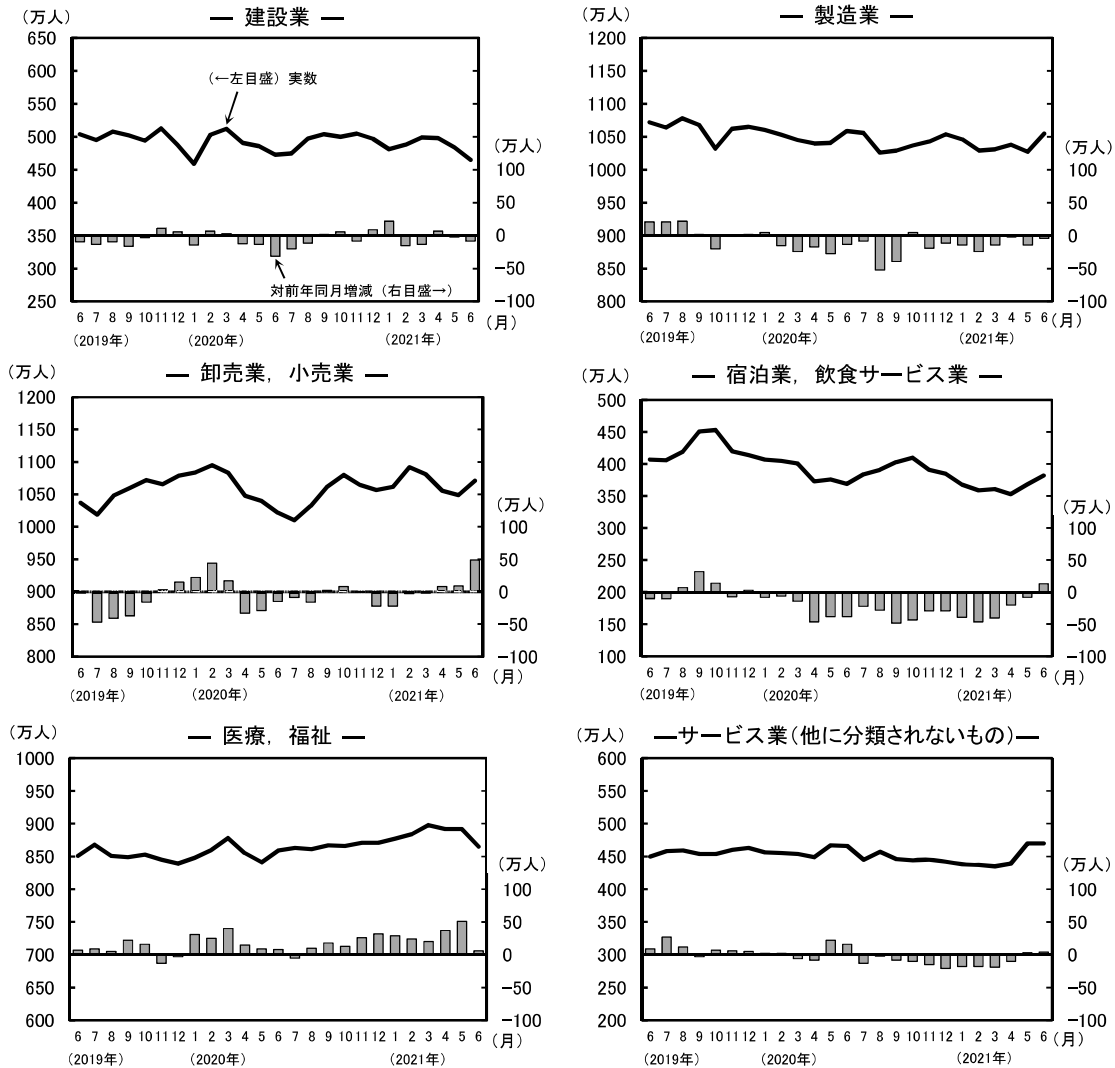 (万人)
― 建設業 ―
650
600
550
500
450
400
350
300
250
(←左目盛) 実数
対前年同月増減 (右目盛→)
(万人)
100
50
0
−50
−100
6 7 8 9 10 11 12 1 2 3 4 5 6 7 8 9 10 11 12 1 2 3 4 5 6 (月)
(2019年) (2020年) (2021年)
― 製造業 ―
(万人)
1200
1150
1100
1050
1000
950
900
850
800
(万人)
100
50
0
−50
−100
6 7 8 9 10 11 12 1 2 3 4 5 6 7 8 9 10 11 12 1 2 3 4 5 6 (月)
(2019年) (2020年) (2021年)
(万人)
― 卸売業, 小売業 ―
1200
1150
1100
1050
1000
950
900
850
800
(万人)
100
50
0
−50
−100
6 7 8 9 10 11 12 1 2 3 4 5 6 7 8 9 10 11 12 1 2 3 4 5 6 (月)
(2019年) (2020年) (2021年)
(万人)
― 宿泊業, 飲食サービス業 ―
500
450
400
350
300
250
200
150
100
(万人)
100
50
0
−50
−100
6 7 8 9 10 11 12 1 2 3 4 5 6 7 8 9 10 11 12 1 2 3 4 5 6 (月)
(2019年) (2020年) (2021年)
(万人)
― 医療, 福祉 ―
1000
950
900
850
800
750
700
650
600
(万人)
100
50
0
−50
−100
6 7 8 9 10 11 12 1 2 3 4 5 6 7 8 9 10 11 12 1 2 3 4 5 6 (月)
(2019年) (2020年) (2021年)
(万人)
―サービス業(他に分類されないもの)―
600
550
500
450
400
350
300
250
200
(万人)
100
50
0
−50
−100
6 7 8 9 10 11 12 1 2 3 4 5 6 7 8 9 10 11 12 1 2 3 4 5 6 (月)
(2019年) (2020年) (2021年)